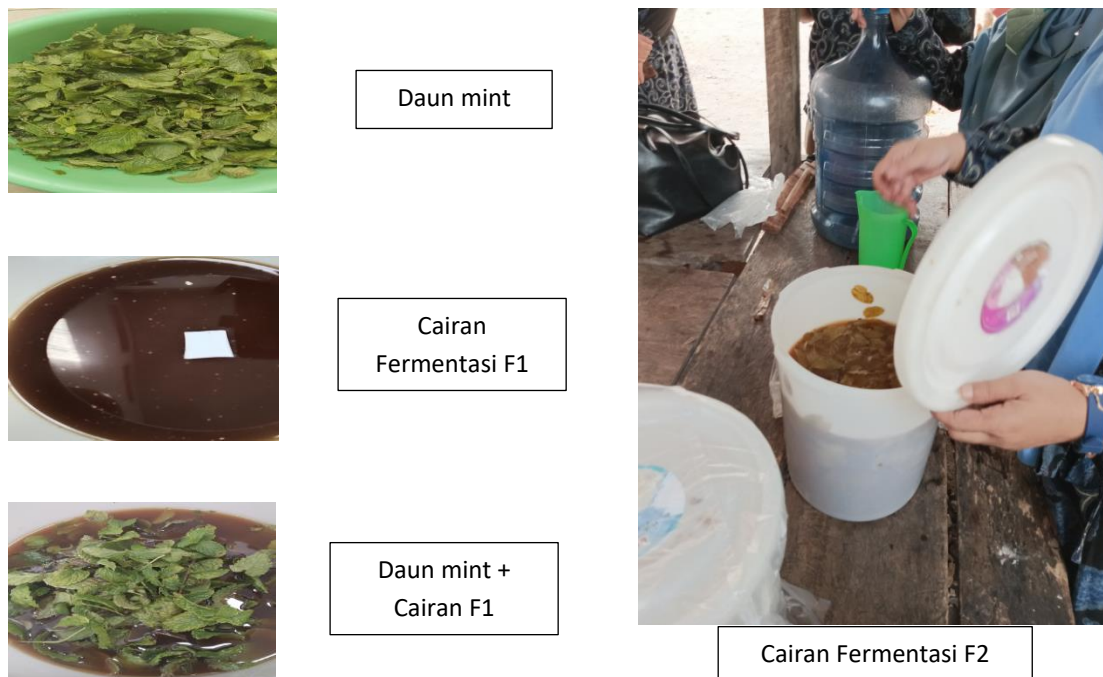 Daun mint
Cairan
Fermentasi F1
Daun mint +
Cairan F1
Cairan Fermentasi F2